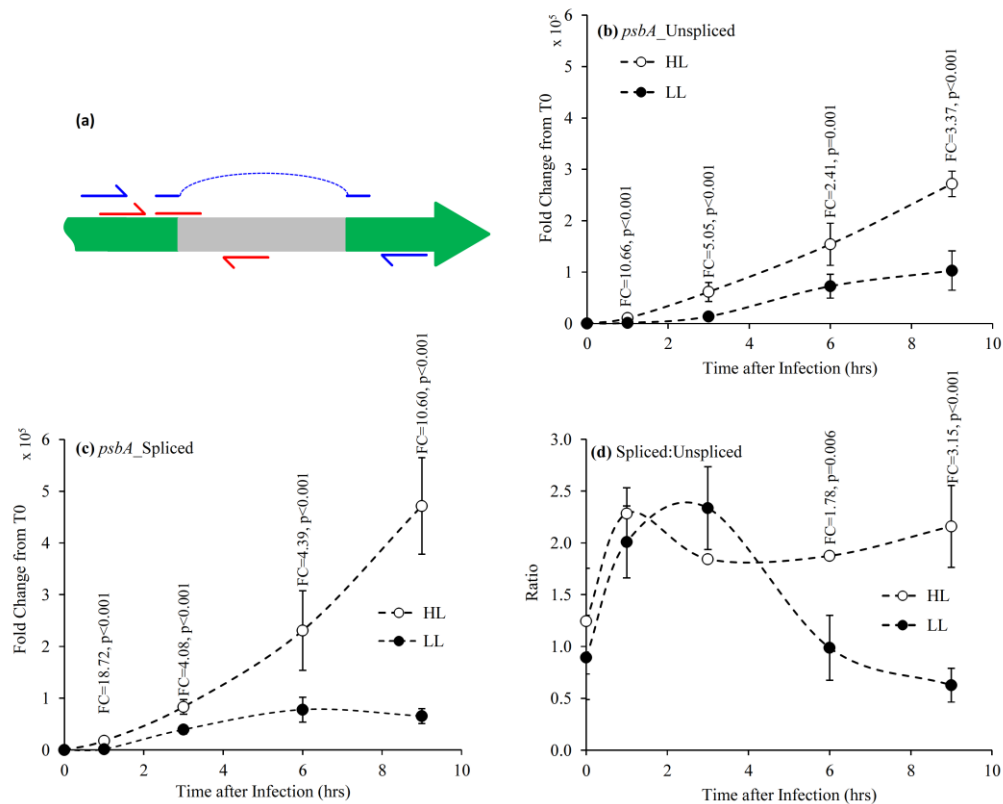 (a)
(b) psbA_Unspliced
x 10⁵
Fold Change from T0
6
5
4
3
2
1
0
HL
LL
FC=10.66, p<0.001
FC=5.05, p<0.001
FC=2.41, p=0.001
FC=3.37, p<0.001
0 2 4 6 8 10
Time after Infection (hrs)
(c) psbA_Spliced
x 10⁵
Fold Change from T0
6
5
4
3
2
1
0
FC=18.72, p<0.001
FC=4.08, p<0.001
FC=4.39, p<0.001
FC=10.60, p<0.001
HL
LL
0 2 4 6 8 10
Time after Infection (hrs)
(d) Spliced:Unspliced
Ratio
3.0
2.5
2.0
1.5
1.0
0.5
0.0
FC=1.78, p=0.006
FC=3.15, p<0.001
HL
LL
0 2 4 6 8 10
Time after Infection (hrs)